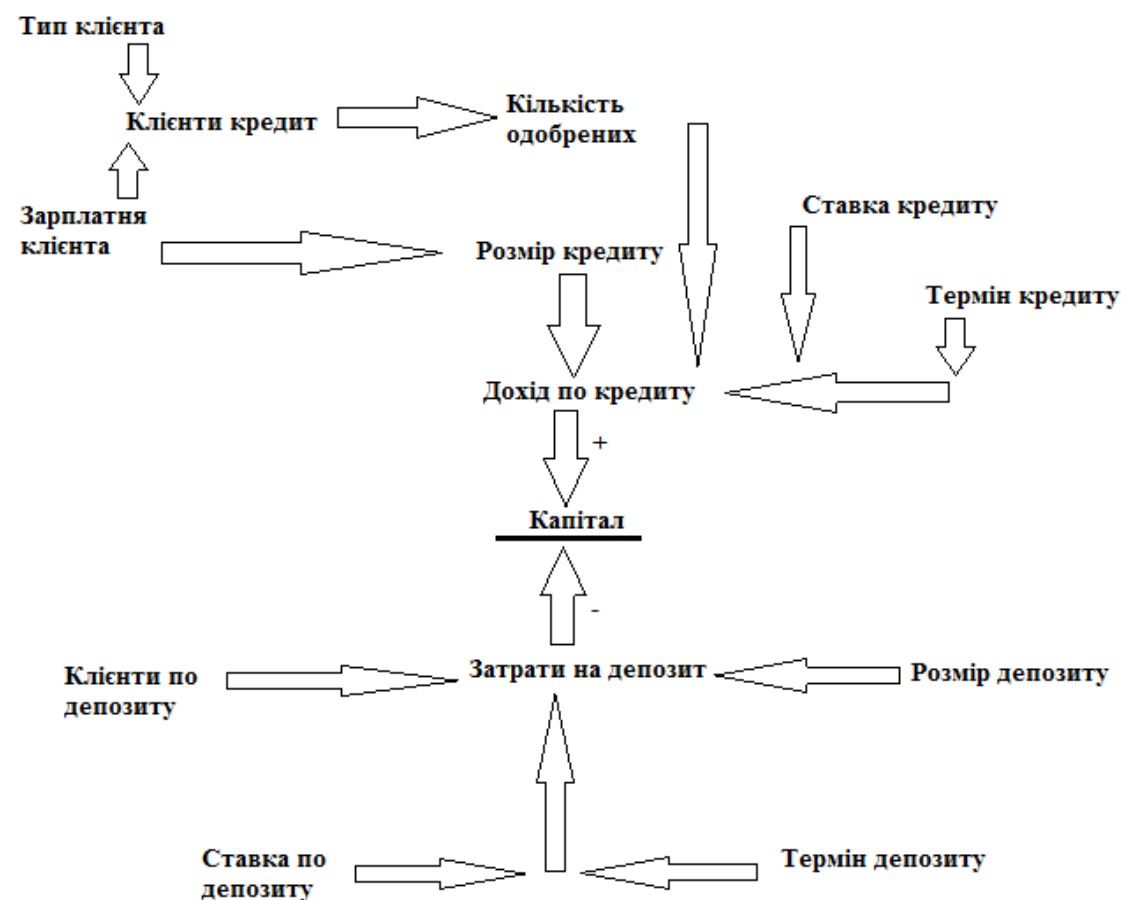 Тип клієнта
Клієнти кредит
Кількість
одобрених
Зарплатня
клієнта
Ставка кредиту
Розмір кредиту
Термін кредиту
Дохід по кредиту
+
Капітал
-
Клієнти по
депозиту
Затрати на депозит
Розмір депозиту
Ставка по
депозиту
Термін депозиту